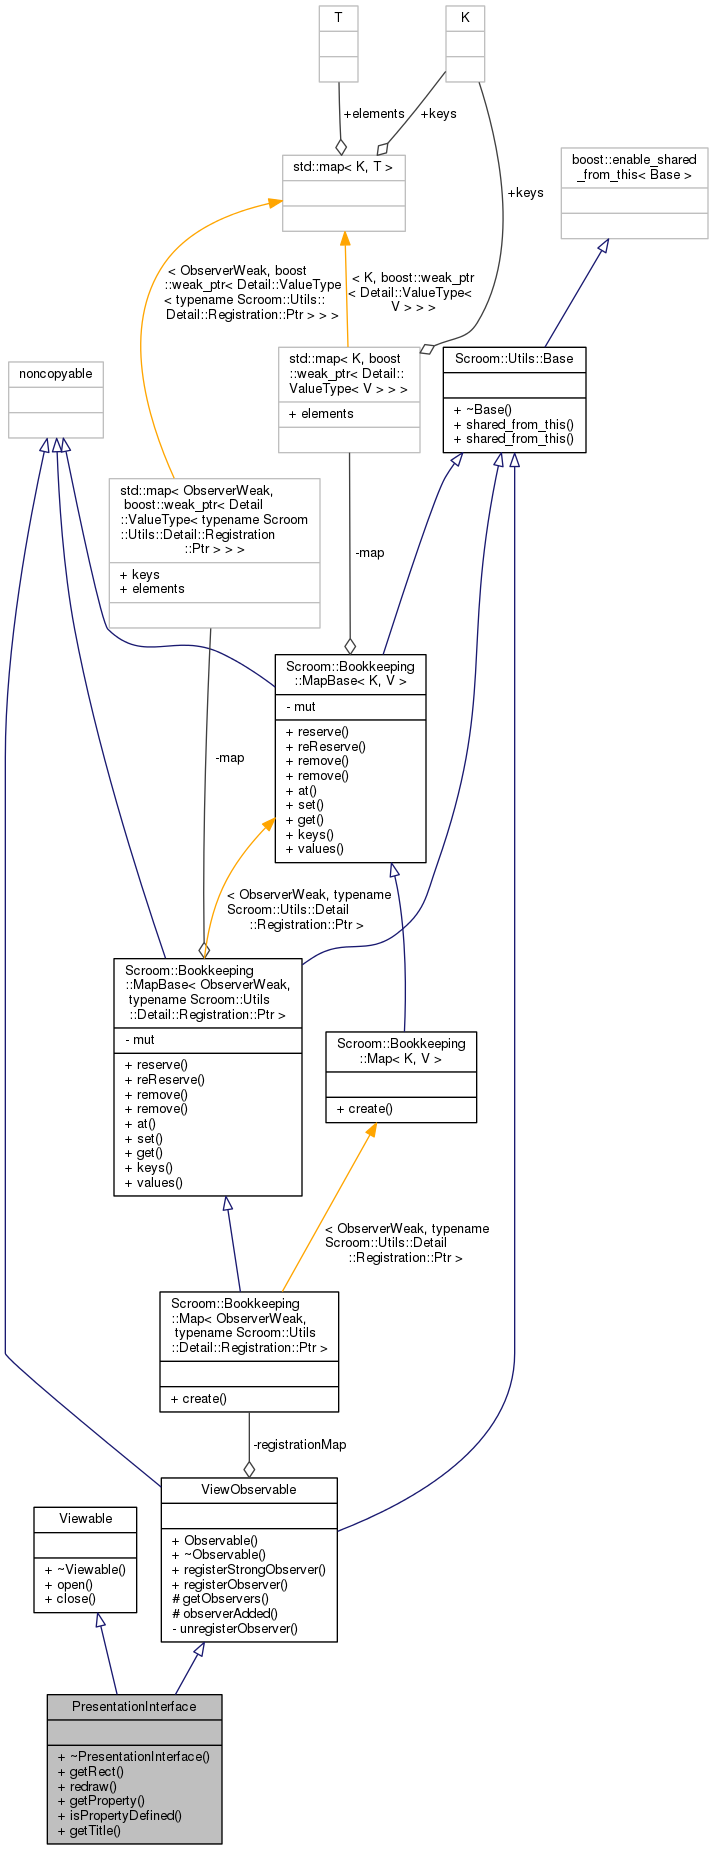 T
K
+elements
+keys
std::map< K, T >
boost::enable_shared
_from_this< Base >
+keys
< ObserverWeak, boost
::weak_ptr< Detail::ValueType
< typename Scroom::Utils::
Detail::Registration::Ptr > > >
< K, boost::weak_ptr
< Detail::ValueType<
V > > >
noncopyable
std::map< K, boost
::weak_ptr< Detail::
ValueType< V > > >
+ elements
Scroom::Utils::Base
+ ~Base()
+ shared_from_this()
+ shared_from_this()
std::map< ObserverWeak,
boost::weak_ptr< Detail
::ValueType< typename Scroom
::Utils::Detail::Registration
::Ptr > > >
+ keys
+ elements
-map
Scroom::Bookkeeping
::MapBase< K, V >
- mut
+ reserve()
+ reReserve()
+ remove()
+ remove()
+ at()
+ set()
+ get()
+ keys()
+ values()
-map
< ObserverWeak, typename
Scroom::Utils::Detail
::Registration::Ptr >
Scroom::Bookkeeping
::MapBase< ObserverWeak,
typename Scroom::Utils
::Detail::Registration::Ptr >
- mut
+ reserve()
+ reReserve()
+ remove()
+ remove()
+ at()
+ set()
+ get()
+ keys()
+ values()
Scroom::Bookkeeping
::Map< K, V >
+ create()
< ObserverWeak, typename
Scroom::Utils::Detail
::Registration::Ptr >
Scroom::Bookkeeping
::Map< ObserverWeak,
typename Scroom::Utils
::Detail::Registration::Ptr >
+ create()
-registrationMap
ViewObservable
+ Observable()
+ ~Observable()
+ registerStrongObserver()
+ registerObserver()
# getObservers()
# observerAdded()
- unregisterObserver()
Viewable
+ ~Viewable()
+ open()
+ close()
PresentationInterface
+ ~PresentationInterface()
+ getRect()
+ redraw()
+ getProperty()
+ isPropertyDefined()
+ getTitle()